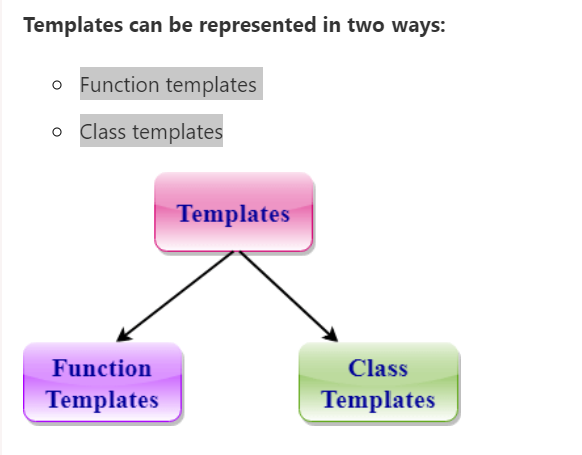 Templates can be represented in two ways:
Function templates
Class templates
Templates
Function
Templates
Class
Templates